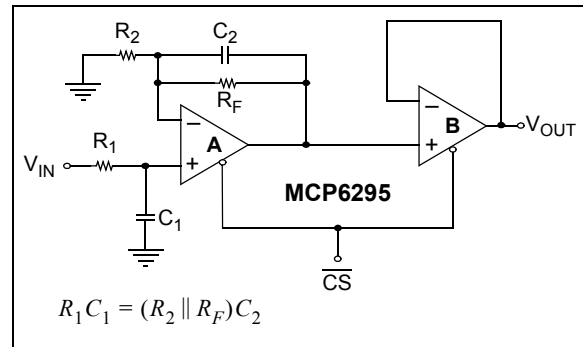 R2
C2
RF
−
A
+
VIN
R1
C1
−
B
+
VOUT
MCP6295
CS
R1C1 = (R2 || RF)C2